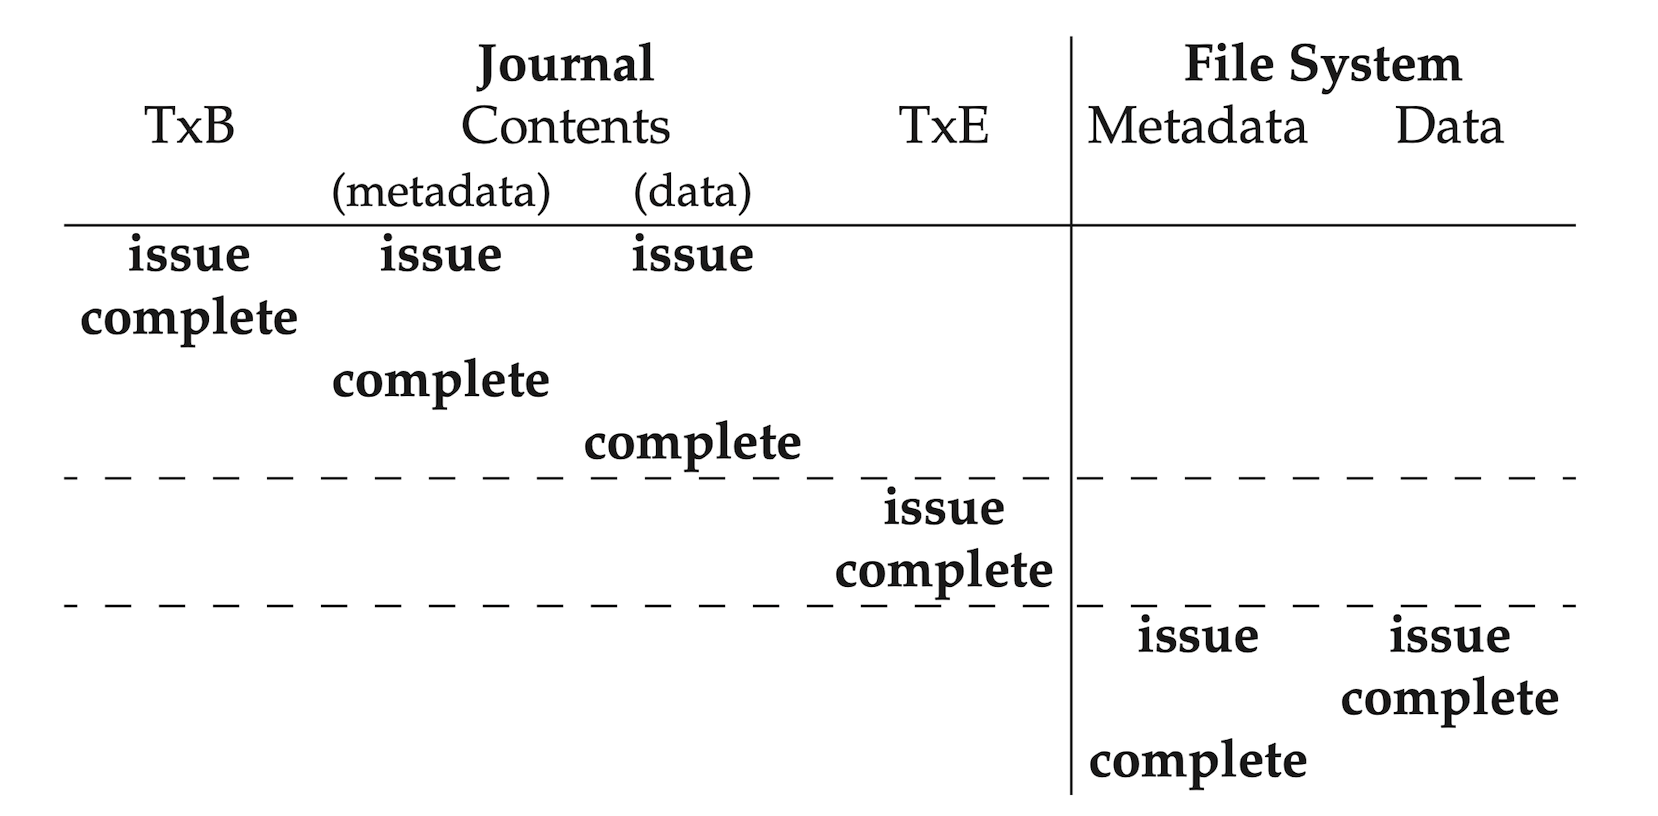 Journal File System
TxB Contents TxE Metadata Data
(metadata) (data)
issue issue issue
complete
complete
complete
issue
complete
issue issue
complete
complete